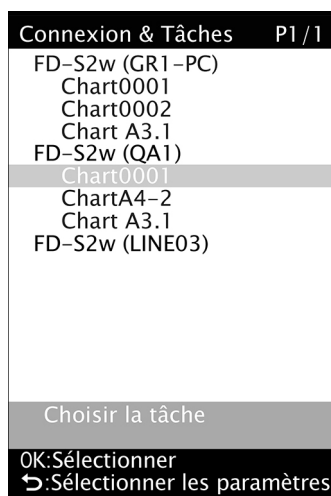 Connexion & Tâches P1/1
FD-S2w (GR1-PC)
Chart0001
Chart0002
Chart A3.1
FD-S2w (QA1)
Chart0001
ChartA4-2
Chart A3.1
FD-S2w (LINE03)
Choisir la tâche
OK:Sélectionner
⮌:Sélectionner les paramètres